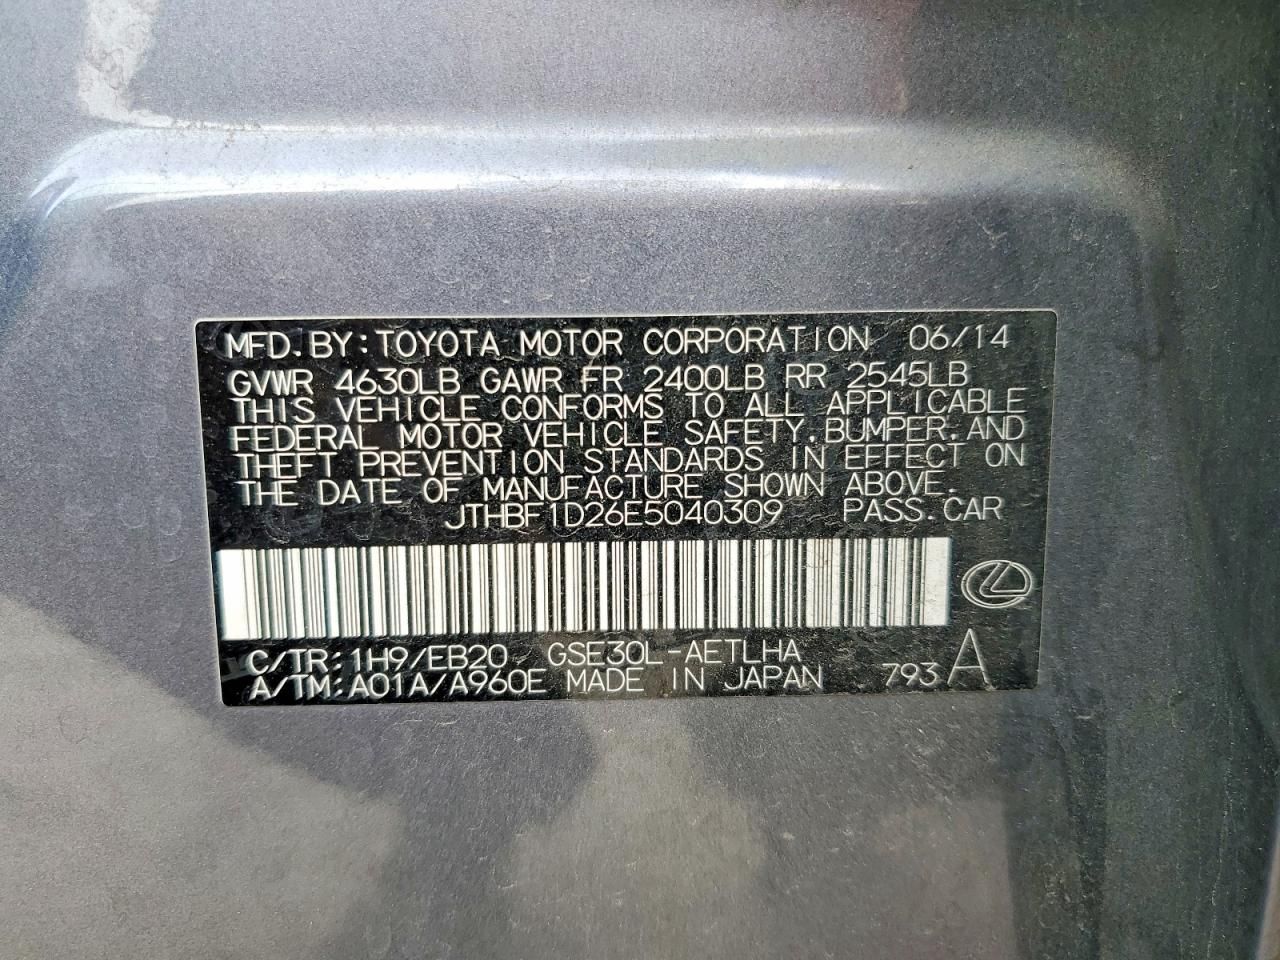 MFD.BY:TOYOTA MOTOR CORPORATION 06/14
GVWR 4630LB GAWR FR 2400LB RR 2545LB
THIS VEHICLE CONFORMS TO ALL APPLICABLE
FEDERAL MOTOR VEHICLE SAFETY,BUMPER,AND
THEFT PREVENTION STANDARDS IN EFFECT ON
THE DATE OF MANUFACTURE SHOWN ABOVE.
JTHBF1D26E5040309 PASS.CAR
C/TR:1H9/EB20 GSE30L-AETLHA
A/TM:A01A/A960E MADE IN JAPAN 793 A